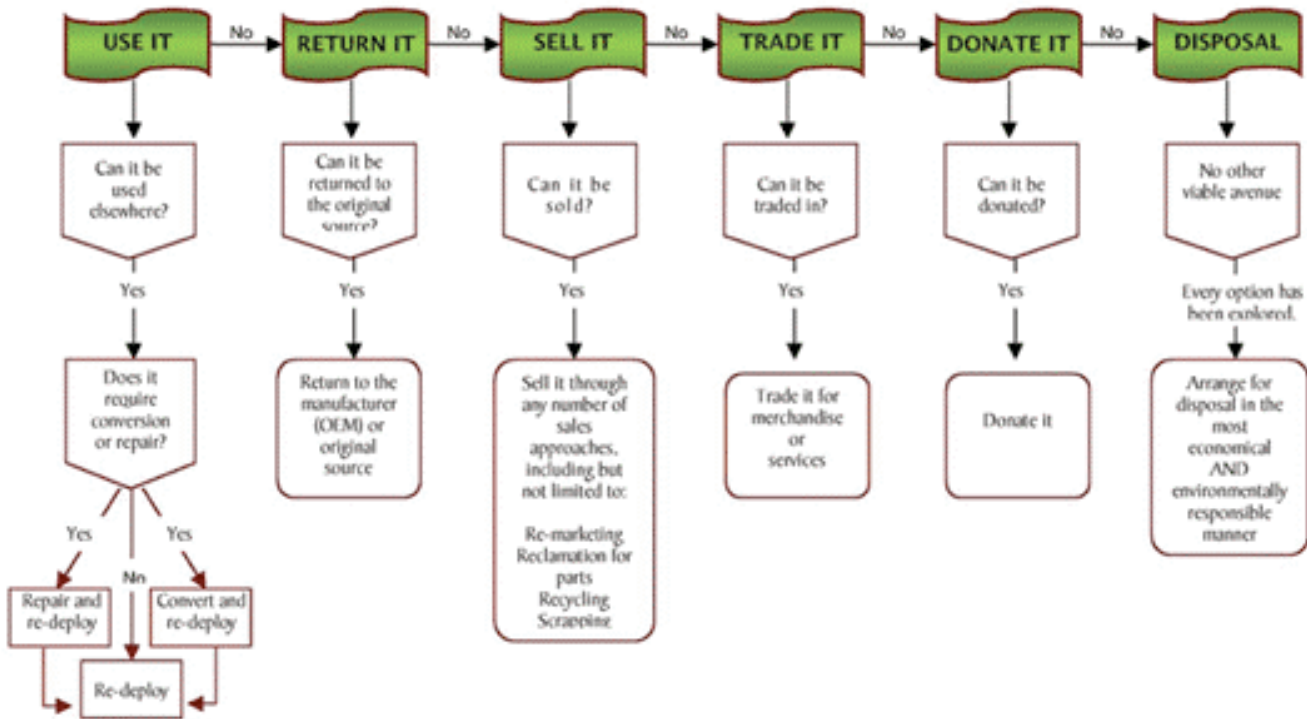 USE IT
No
RETURN IT
No
SELL IT
No
TRADE IT
No
DONATE IT
No
DISPOSAL
Can it be
used
elsewhere?
Can it be
returned to
the original
source?
Can it be
sold?
Can it be
traded in?
Can it be
donated?
No other
viable avenue
Yes
Yes
Yes
Yes
Yes
Every option has
been explored.
Does it
require
conversion
or repair?
Return to the
manufacturer
(OEM) or
original
source
Sell it through
any number of
sales
approaches,
including but
not limited to:
Re-marketing
Reclamation for
parts
Recycling
Scrapping
Trade it for
merchandise
or
services
Donate it
Arrange for
disposal in the
most
economical
AND
environmentally
responsible
manner
Yes
No
Yes
Repair and
re-deploy
Convert and
re-deploy
Re-deploy